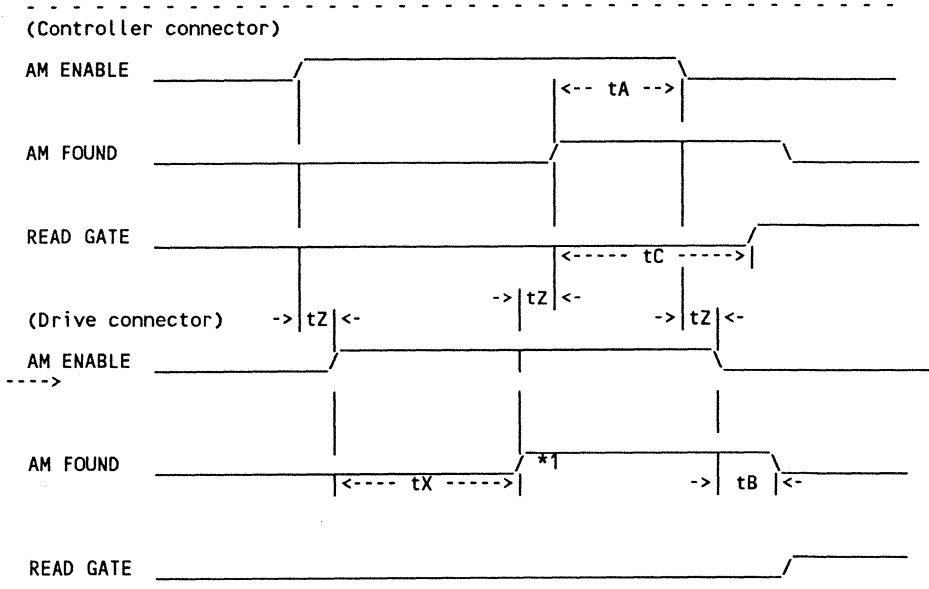 (Controller connector)
AM ENABLE
|<-- tA -->|
AM FOUND
READ GATE
|<----- tC ----->|
->|tZ|<-
(Drive connector) ->|tZ|<- ->|tZ|<-
AM ENABLE
---->
AM FOUND *1
|<---- tX ----->| ->| tB |<-
READ GATE